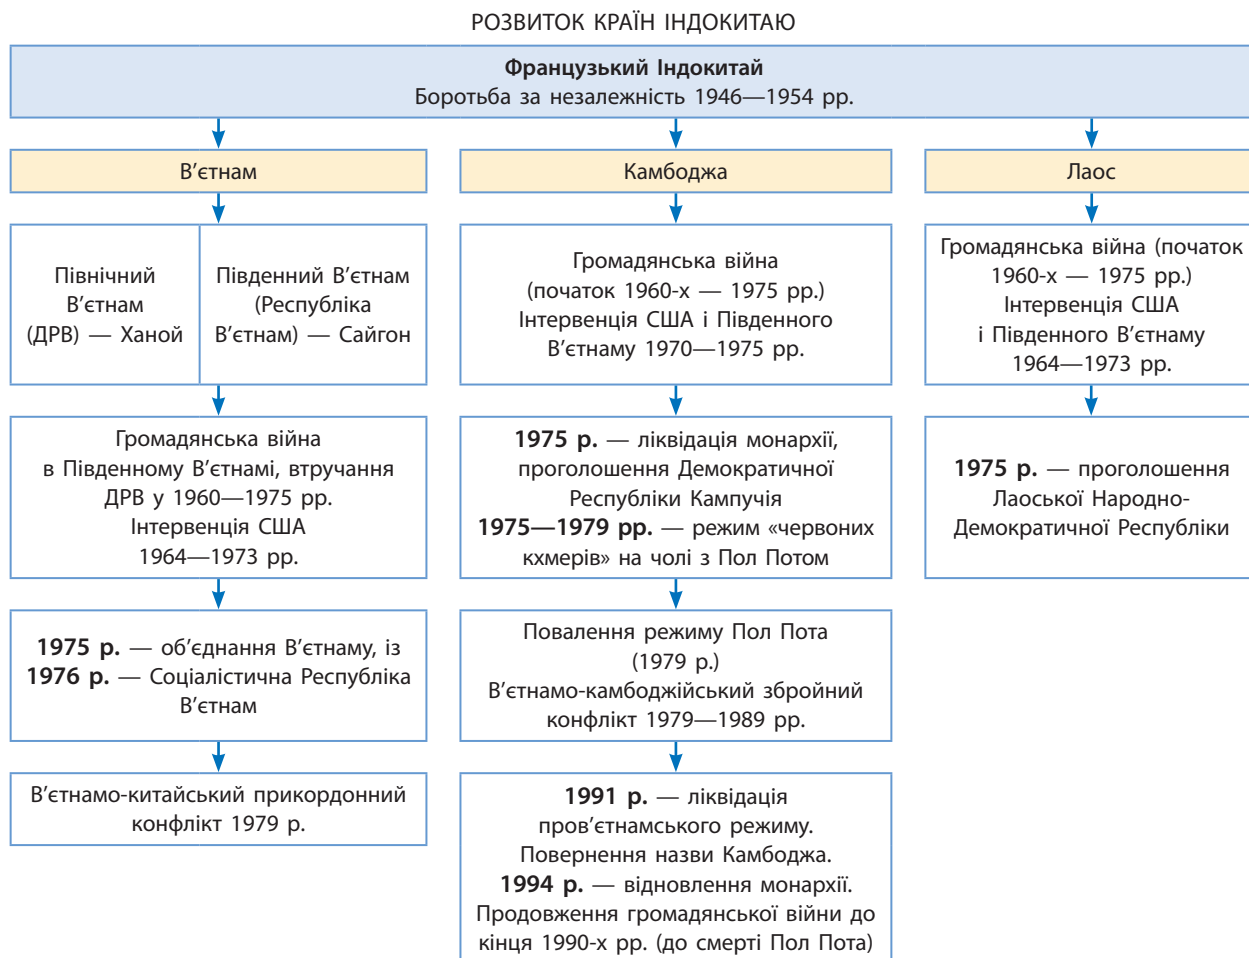 РОЗВИТОК КРАЇН ІНДОКИТАЮ
Французький Індокитай
Боротьба за незалежність 1946—1954 рр.
В'єтнам
Камбоджа
Лаос
Північний
В'єтнам
(ДРВ) — Ханой
Південний В'єтнам
(Республіка
В'єтнам) — Сайгон
Громадянська війна
(початок 1960-х — 1975 рр.)
Інтервенція США і Південного
В'єтнаму 1970—1975 рр.
Громадянська війна (початок
1960-х — 1975 рр.)
Інтервенція США
і Південного В'єтнаму
1964—1973 рр.
Громадянська війна
в Південному В'єтнамі, втручання
ДРВ у 1960—1975 рр.
Інтервенція США
1964—1973 рр.
1975 р. — ліквідація монархії,
проголошення Демократичної
Республіки Кампучія
1975—1979 рр. — режим «червоних
кхмерів» на чолі з Пол Потом
1975 р. — проголошення
Лаоської Народно-
Демократичної Республіки
1975 р. — об'єднання В'єтнаму, із
1976 р. — Соціалістична Республіка
В'єтнам
Повалення режиму Пол Пота
(1979 р.)
В'єтнамо-камбоджійський збройний
конфлікт 1979—1989 рр.
В'єтнамо-китайський прикордонний
конфлікт 1979 р.
1991 р. — ліквідація
пров'єтнамського режиму.
Повернення назви Камбоджа.
1994 р. — відновлення монархії.
Продовження громадянської війни до
кінця 1990-х рр. (до смерті Пол Пота)